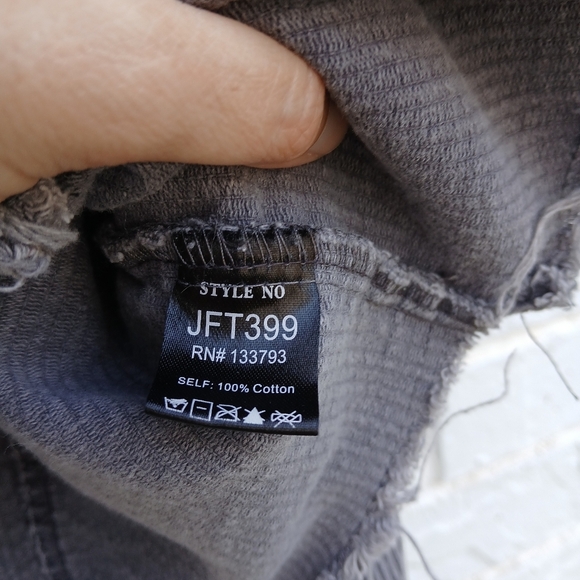 STYLE NO
JFT399
RN# 133793
SELF: 100% Cotton